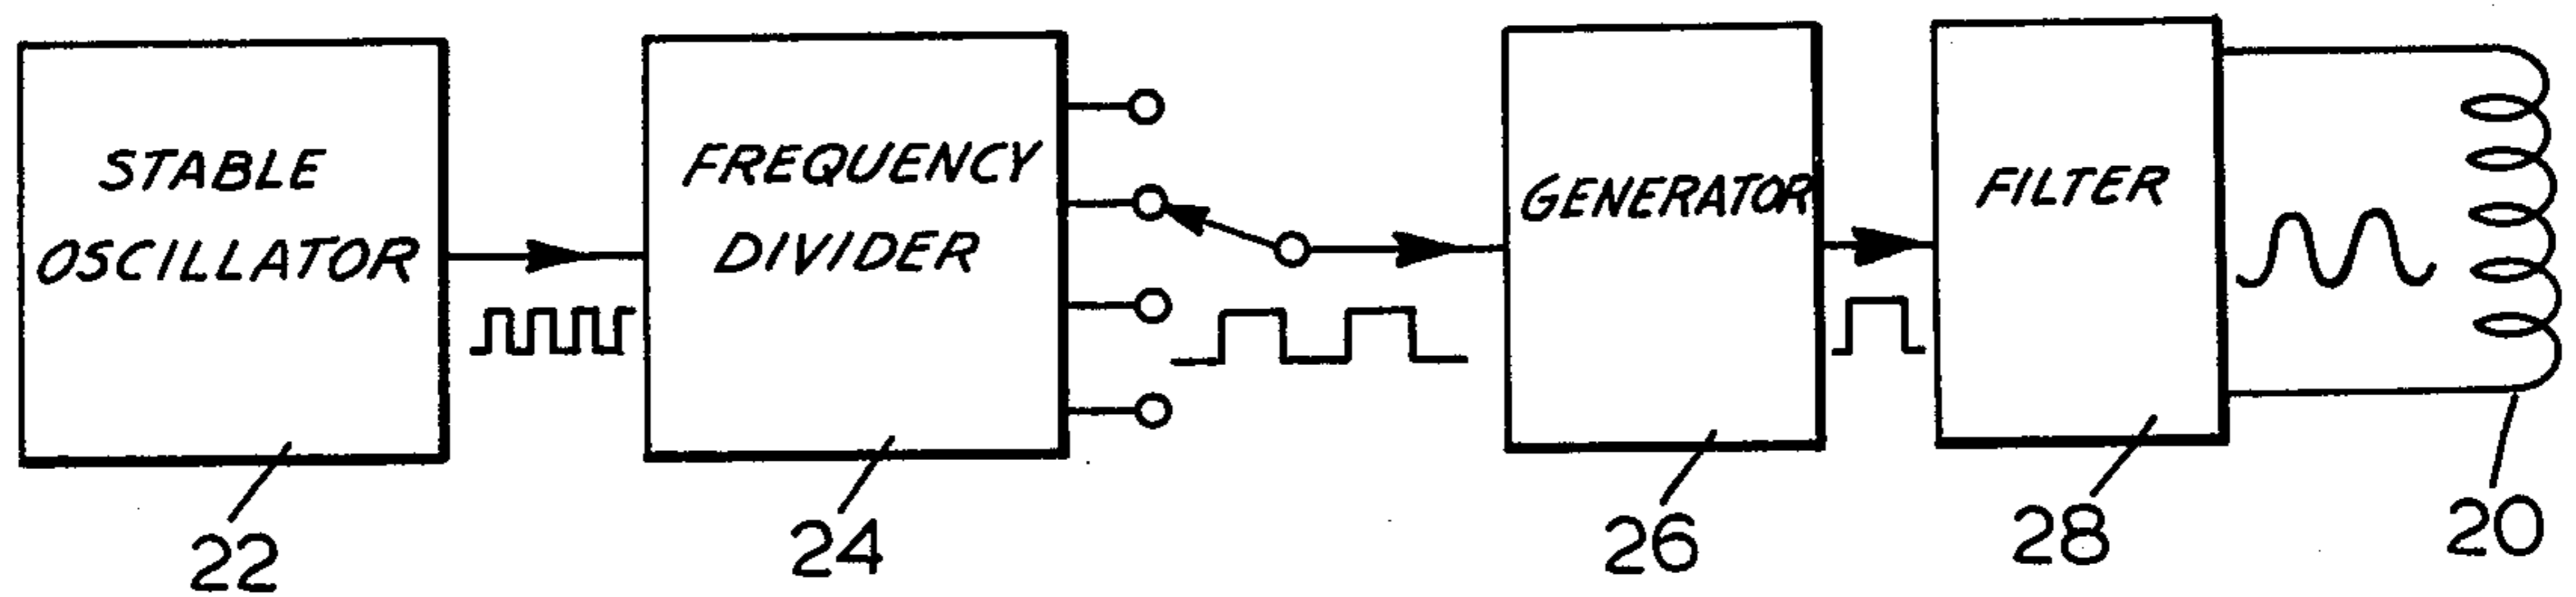 STABLE
OSCILLATOR
FREQUENCY
DIVIDER
GENERATOR
FILTER
22
24
26
28
20